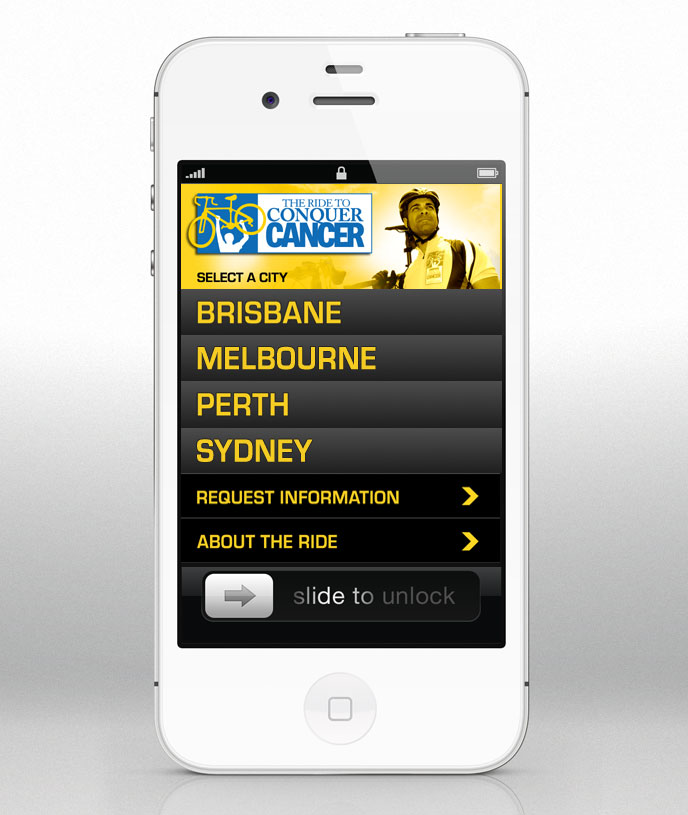 THE RIDE TO
CONQUER
CANCER
SELECT A CITY
BRISBANE
MELBOURNE
PERTH
SYDNEY
REQUEST INFORMATION
ABOUT THE RIDE
slide to unlock